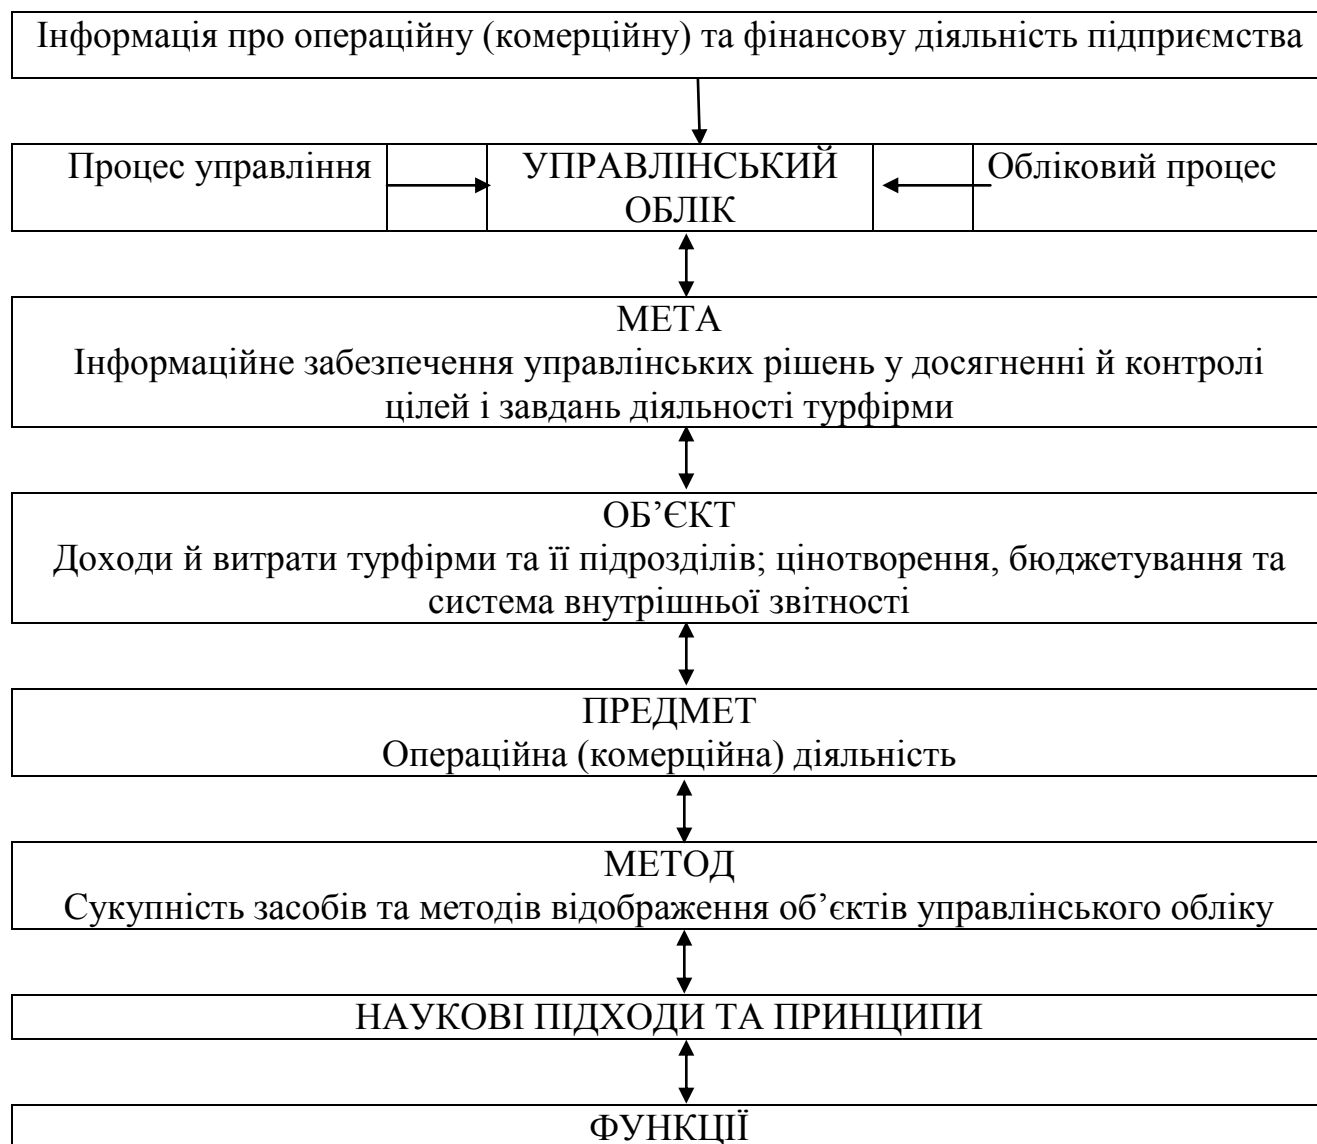 Інформація про операційну (комерційну) та фінансову діяльність підприємства
Процес управління
УПРАВЛІНСЬКИЙ
ОБЛІК
Обліковий процес
МЕТА
Інформаційне забезпечення управлінських рішень у досягненні й контролі
цілей і завдань діяльності турфірми
ОБ’ЄКТ
Доходи й витрати турфірми та її підрозділів; цінотворення, бюджетування та
система внутрішньої звітності
ПРЕДМЕТ
Операційна (комерційна) діяльність
МЕТОД
Сукупність засобів та методів відображення об’єктів управлінського обліку
НАУКОВІ ПІДХОДИ ТА ПРИНЦИПИ
ФУНКЦІЇ